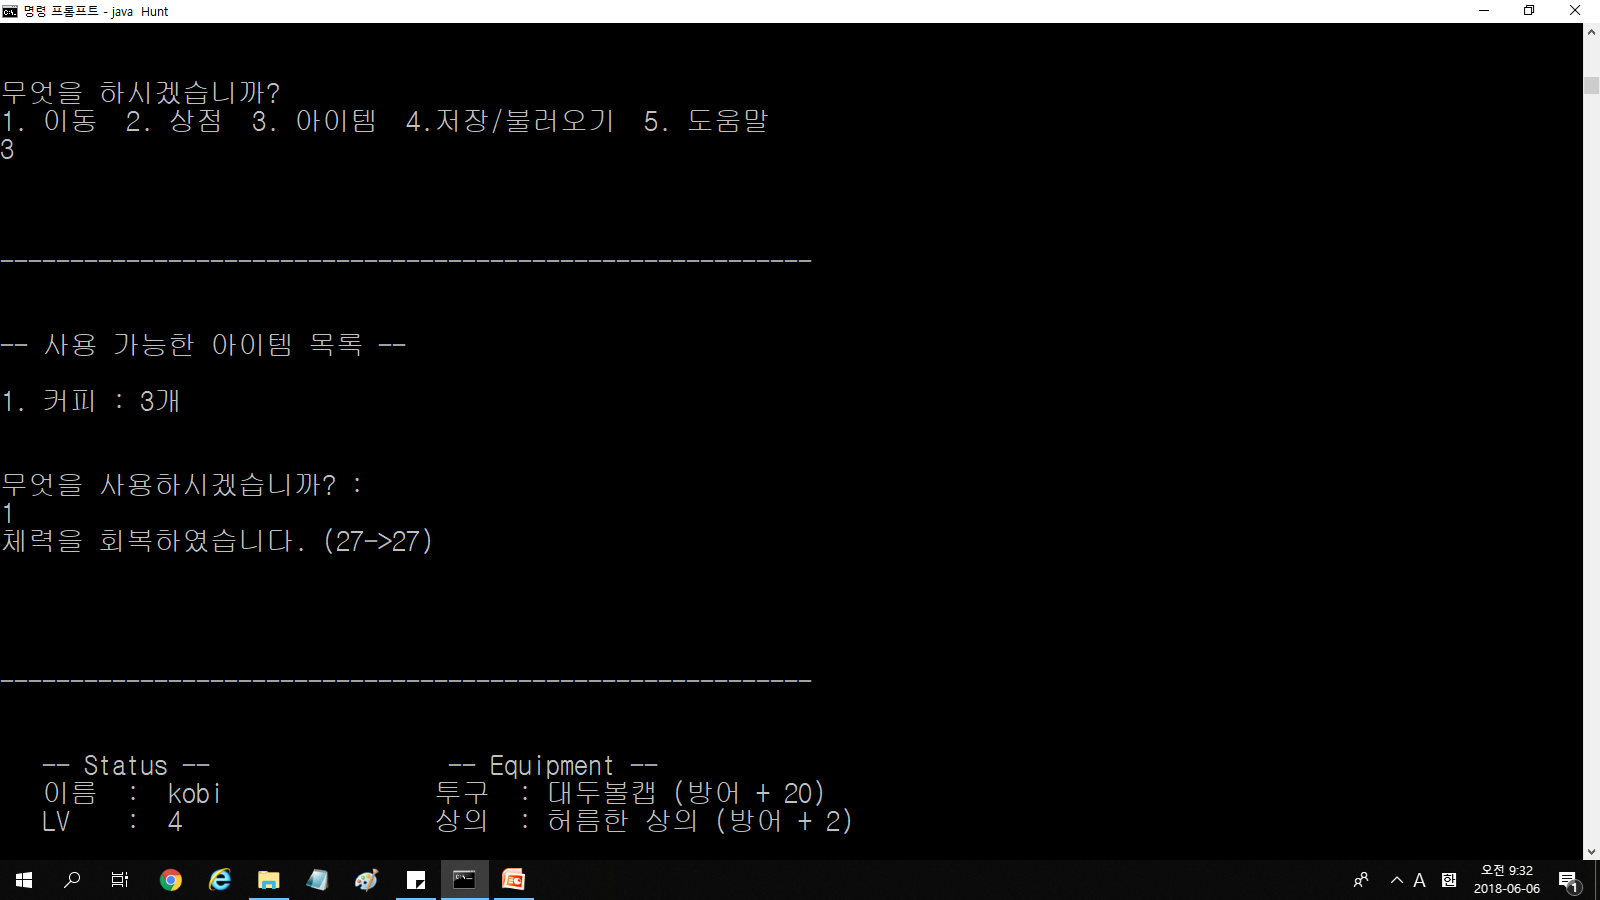 명령 프롬프트 - java  Hunt
무엇을 하시겠습니까?
1. 이동  2. 상점  3. 아이템  4.저장/불러오기  5. 도움말
3
----------------------------------------------------------
-- 사용 가능한 아이템 목록 --
1. 커피 : 3개
무엇을 사용하시겠습니까? :
1
체력을 회복하였습니다. (27->27)
----------------------------------------------------------
-- Status --                 -- Equipment --
이름  :  kobi               투구  : 대두볼캡 (방어 + 20)
LV    :  4                  상의  : 허름한 상의 (방어 + 2)
A 한 오전 9:32
2018-06-06
1